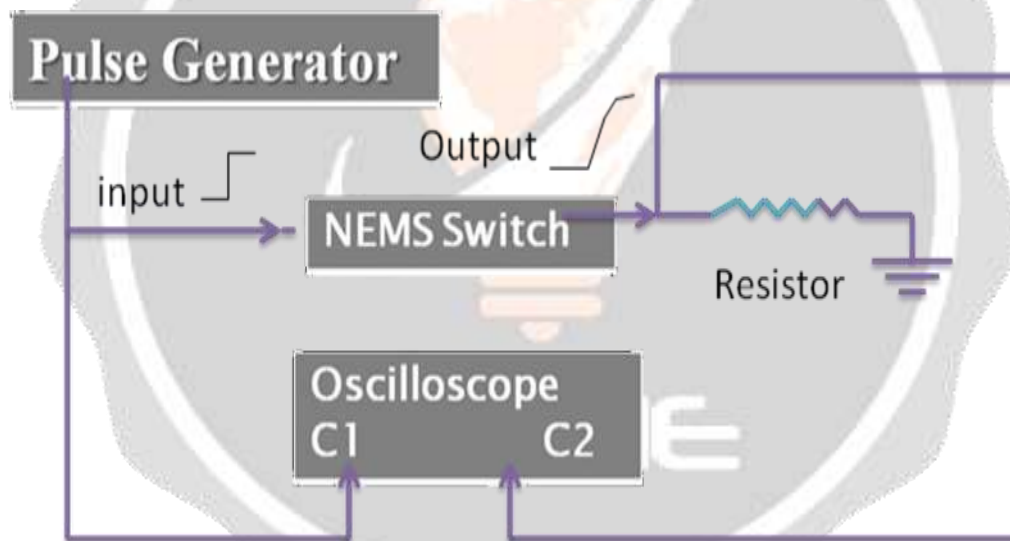 Pulse Generator
Output
input
NEMS Switch
Resistor
Oscilloscope
C1 C2